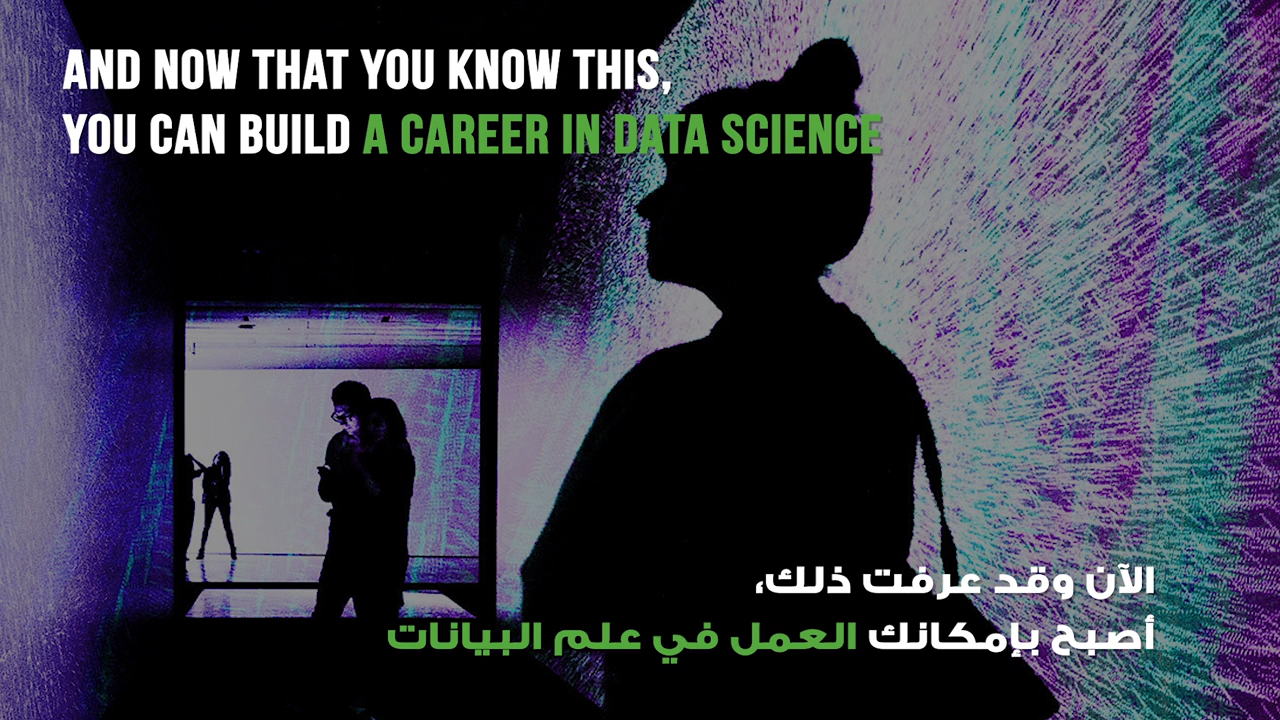 AND NOW THAT YOU KNOW THIS,
YOU CAN BUILD A CAREER IN DATA SCIENCE
الآن وقد عرفت ذلك،
أصبح بإمكانك العمل في علم البيانات